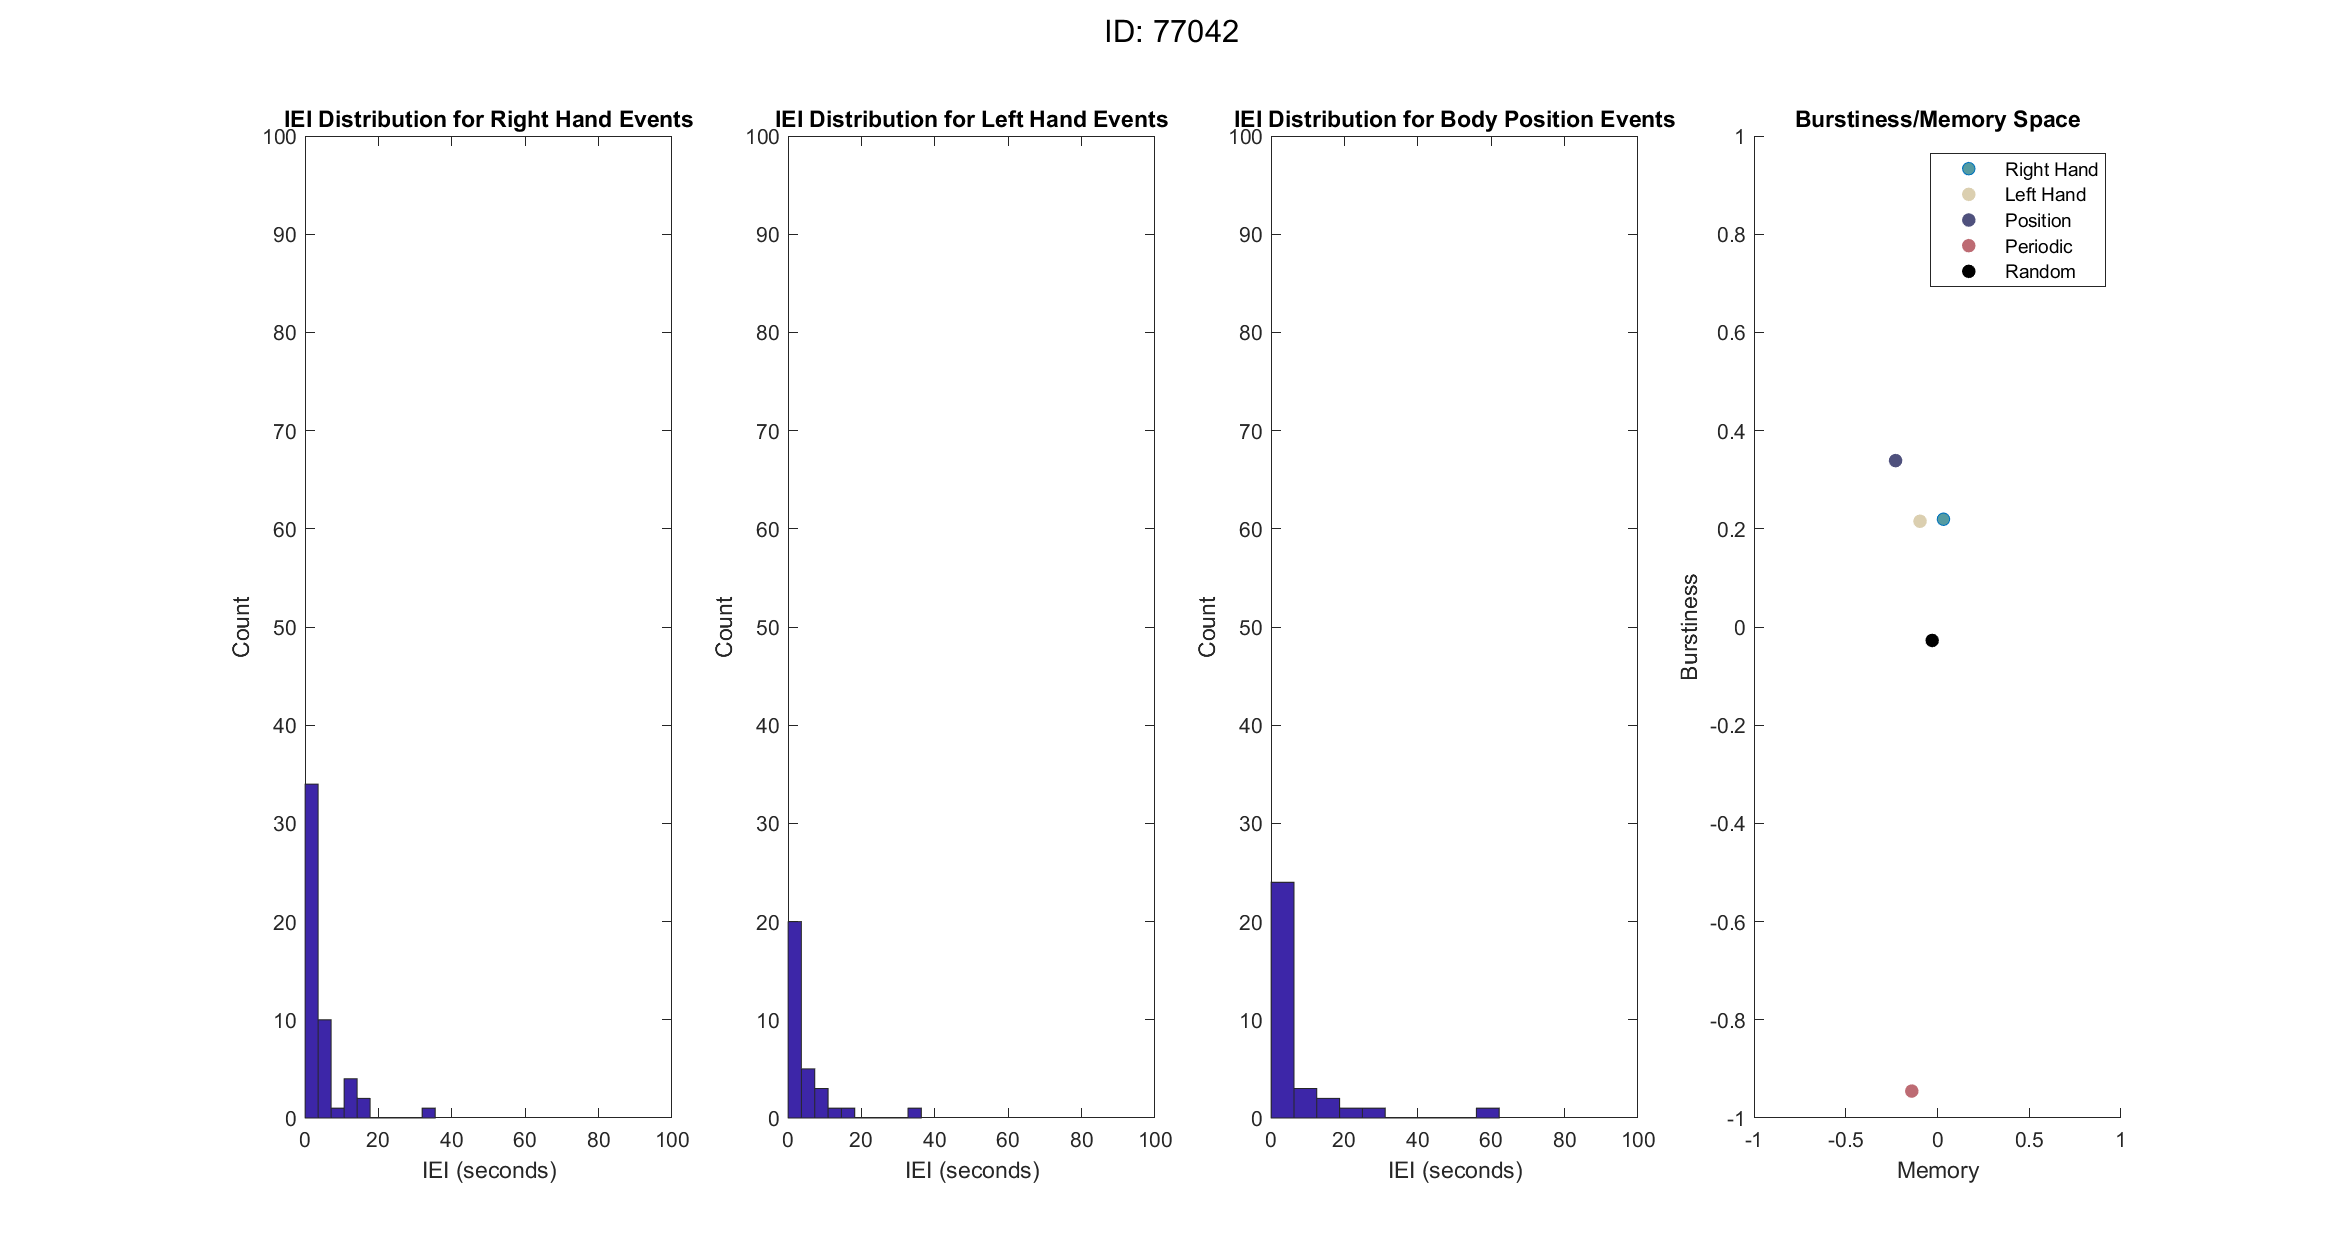 ID: 77042
IEI Distribution for Right Hand Events
100
90
80
70
60
50
40
30
20
10
0
Count
0 20 40 60 80 100
IEI (seconds)
IEI Distribution for Left Hand Events
100
90
80
70
60
50
40
30
20
10
0
Count
0 20 40 60 80 100
IEI (seconds)
IEI Distribution for Body Position Events
100
90
80
70
60
50
40
30
20
10
0
Count
0 20 40 60 80 100
IEI (seconds)
Burstiness/Memory Space
1
0.8
0.6
0.4
0.2
0
-0.2
-0.4
-0.6
-0.8
-1
Burstiness
-1 -0.5 0 0.5 1
Memory
Right Hand
Left Hand
Position
Periodic
Random